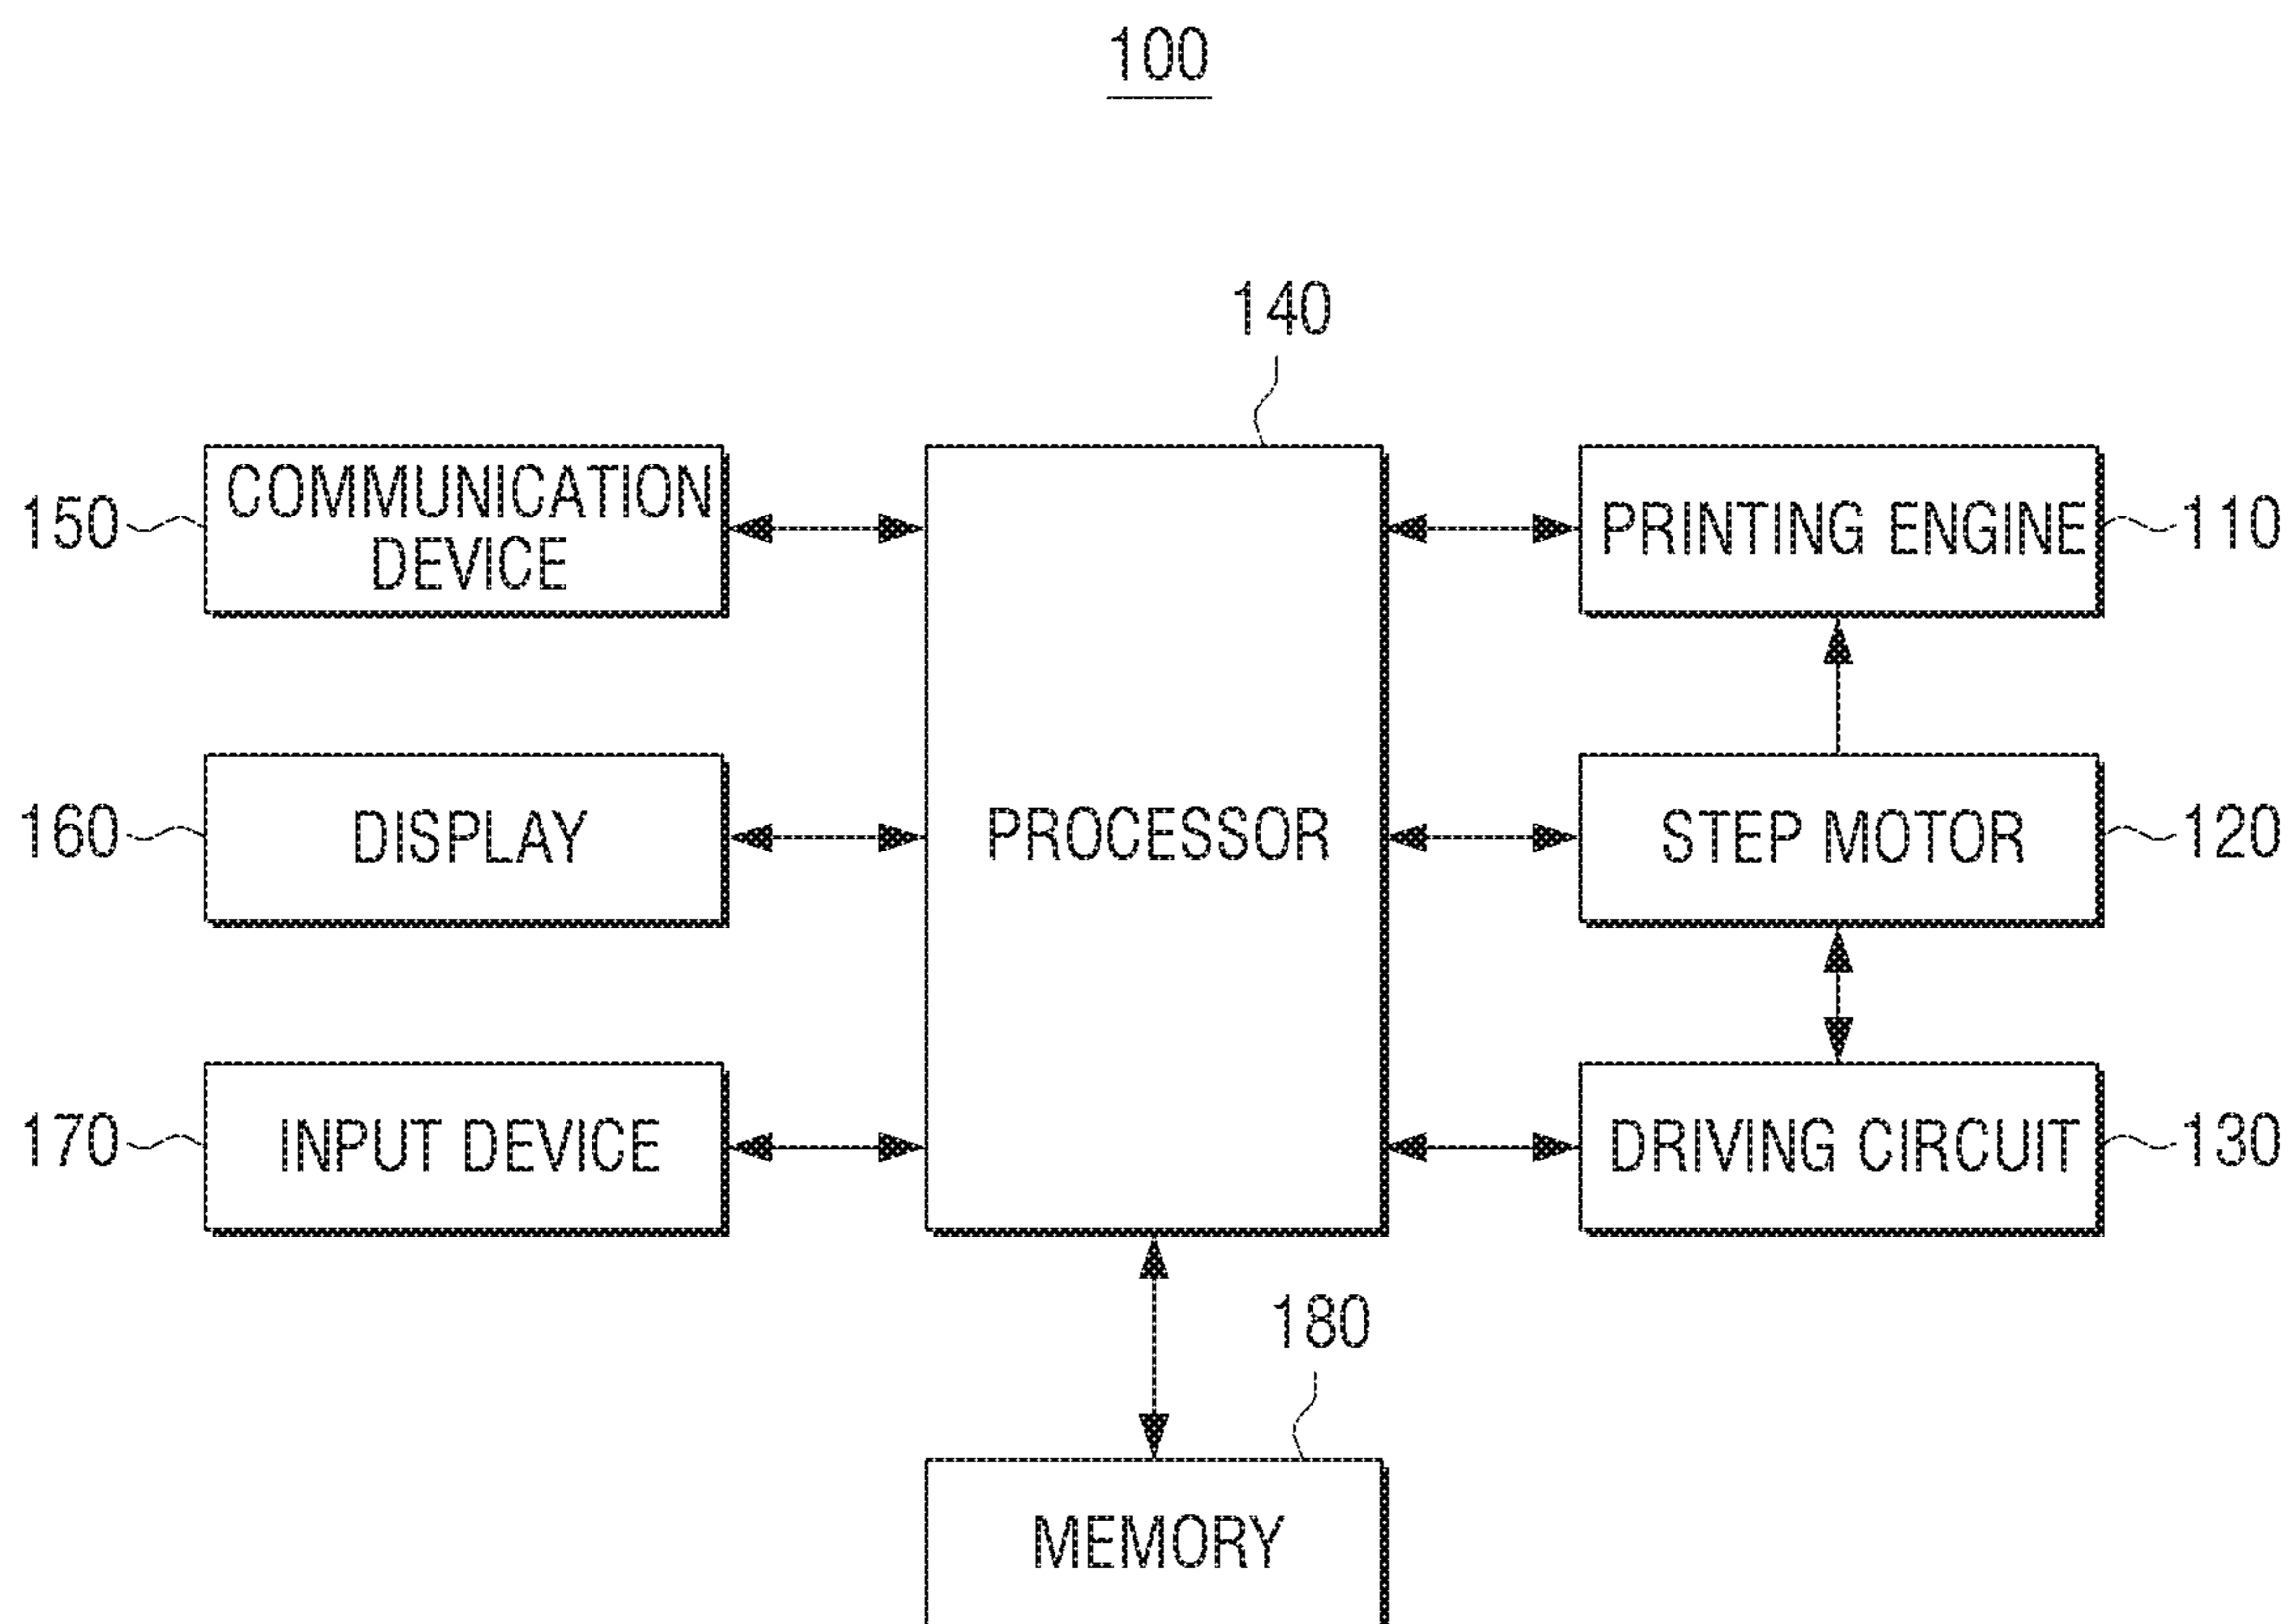 100
140
COMMUNICATION
DEVICE
150
PRINTING ENGINE
110
160
DISPLAY
PROCESSOR
STEP MOTOR
120
170
INPUT DEVICE
DRIVING CIRCUIT
130
180
MEMORY